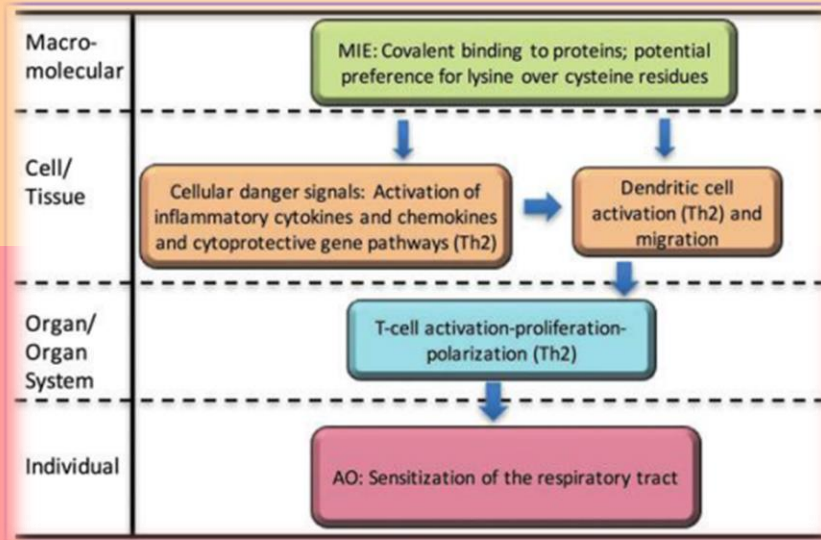 Macro-
molecular
MIE: Covalent binding to proteins; potential
preference for lysine over cysteine residues
Cell/
Tissue
Cellular danger signals: Activation of
inflammatory cytokines and chemokines
and cytoprotective gene pathways (Th2)
Dendritic cell
activation (Th2) and
migration
Organ/
Organ
System
T-cell activation-proliferation-
polarization (Th2)
Individual
AO: Sensitization of the respiratory tract